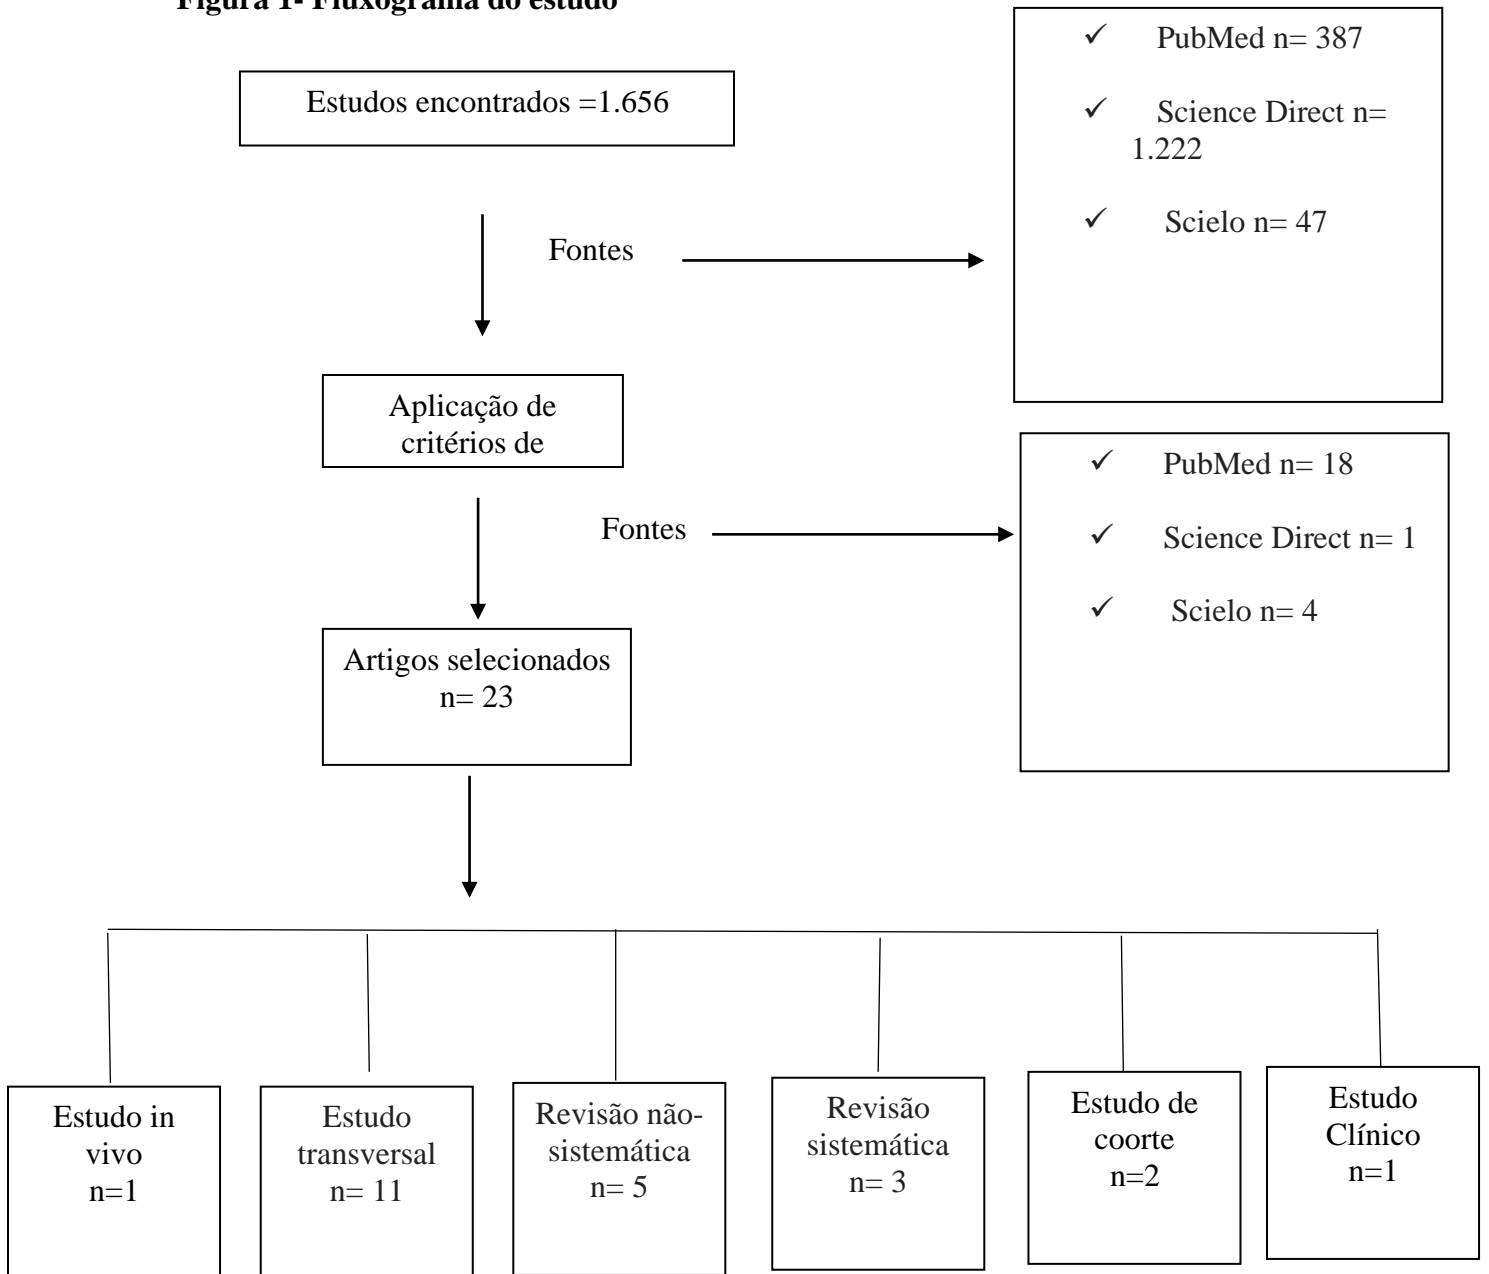 Figura 1- Fluxograma do estudo
Estudos encontrados =1.656
✓ PubMed n= 387
✓ Science Direct n=
1.222
✓ Scielo n= 47
Fontes
Aplicação de
critérios de
✓ PubMed n= 18
✓ Science Direct n= 1
✓ Scielo n= 4
Fontes
Artigos selecionados
n= 23
Estudo in
vivo
n=1
Estudo
transversal
n= 11
Revisão não-
sistemática
n= 5
Revisão
sistemática
n= 3
Estudo de
coorte
n=2
Estudo
Clínico
n=1